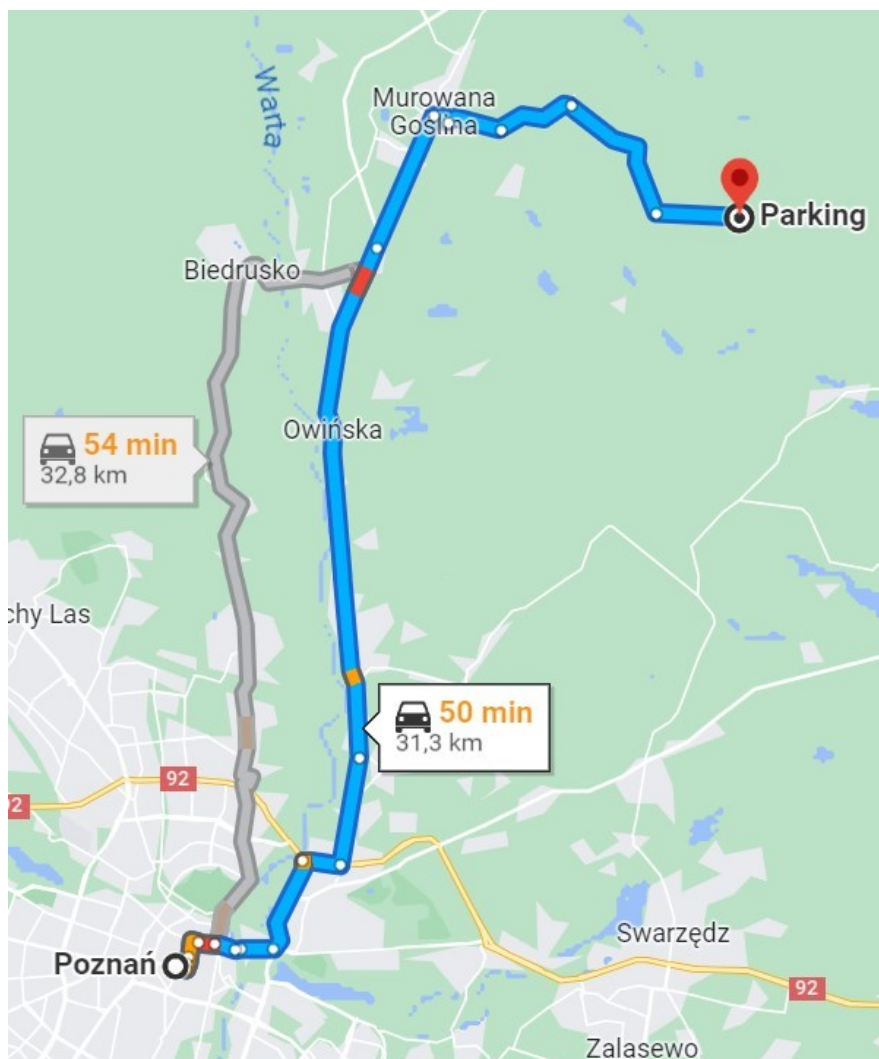 Warta
Murowana
Goślina
Parking
Biedrusko
54 min
32,8 km
Owińska
chy Las
50 min
31,3 km
92
92
Poznań
Swarzędz
92
Zalasewo